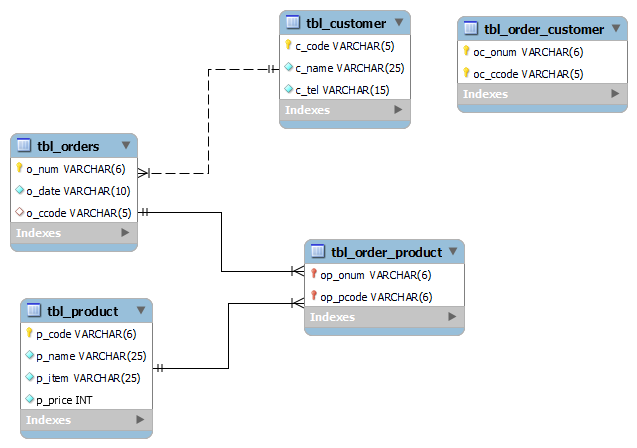 tbl_customer
c_code VARCHAR(5)
c_name VARCHAR(25)
c_tel VARCHAR(15)
Indexes
tbl_order_customer
oc_onum VARCHAR(6)
oc_ccode VARCHAR(5)
Indexes
tbl_orders
o_num VARCHAR(6)
o_date VARCHAR(10)
o_ccode VARCHAR(5)
Indexes
tbl_order_product
op_onum VARCHAR(6)
op_pcode VARCHAR(6)
Indexes
tbl_product
p_code VARCHAR(6)
p_name VARCHAR(25)
p_item VARCHAR(25)
p_price INT
Indexes